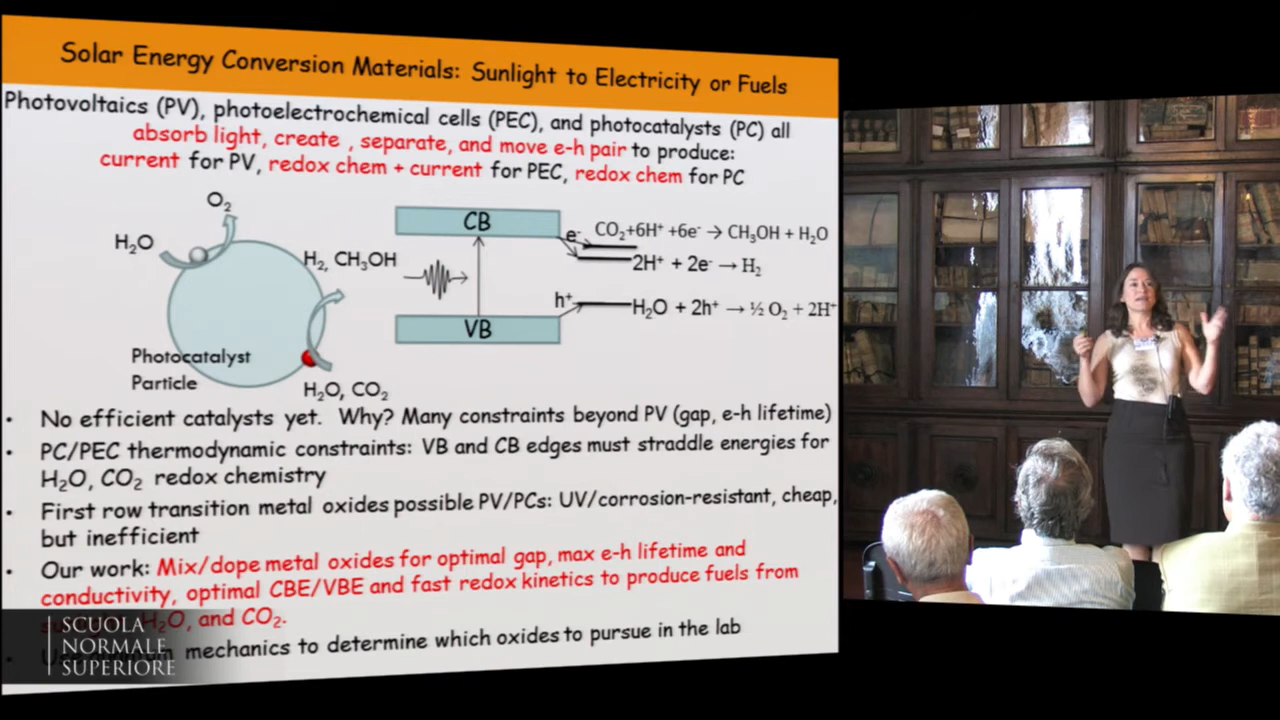 Solar Energy Conversion Materials: Sunlight to Electricity or Fuels
Photovoltaics (PV), photoelectrochemical cells (PEC), and photocatalysts (PC) all
absorb light, create , separate, and move e-h pair to produce:
current for PV, redox chem + current for PEC, redox chem for PC
O₂
H₂O
H₂, CH₃OH
Photocatalyst
Particle
H₂O, CO₂
CB
VB
e⁻
CO₂+6H⁺ +6e⁻ → CH₃OH + H₂O
2H⁺ + 2e⁻ → H₂
h⁺
H₂O + 2h⁺ → ½ O₂ + 2H⁺
• No efficient catalysts yet. Why? Many constraints beyond PV (gap, e-h lifetime)
• PC/PEC thermodynamic constraints: VB and CB edges must straddle energies for
H₂O, CO₂ redox chemistry
• First row transition metal oxides possible PV/PCs: UV/corrosion-resistant, cheap,
but inefficient
• Our work: Mix/dope metal oxides for optimal gap, max e-h lifetime and
conductivity, optimal CBE/VBE and fast redox kinetics to produce fuels from
H₂O, and CO₂.
• mechanics to determine which oxides to pursue in the lab
SCUOLA
NORMALE
SUPERIORE